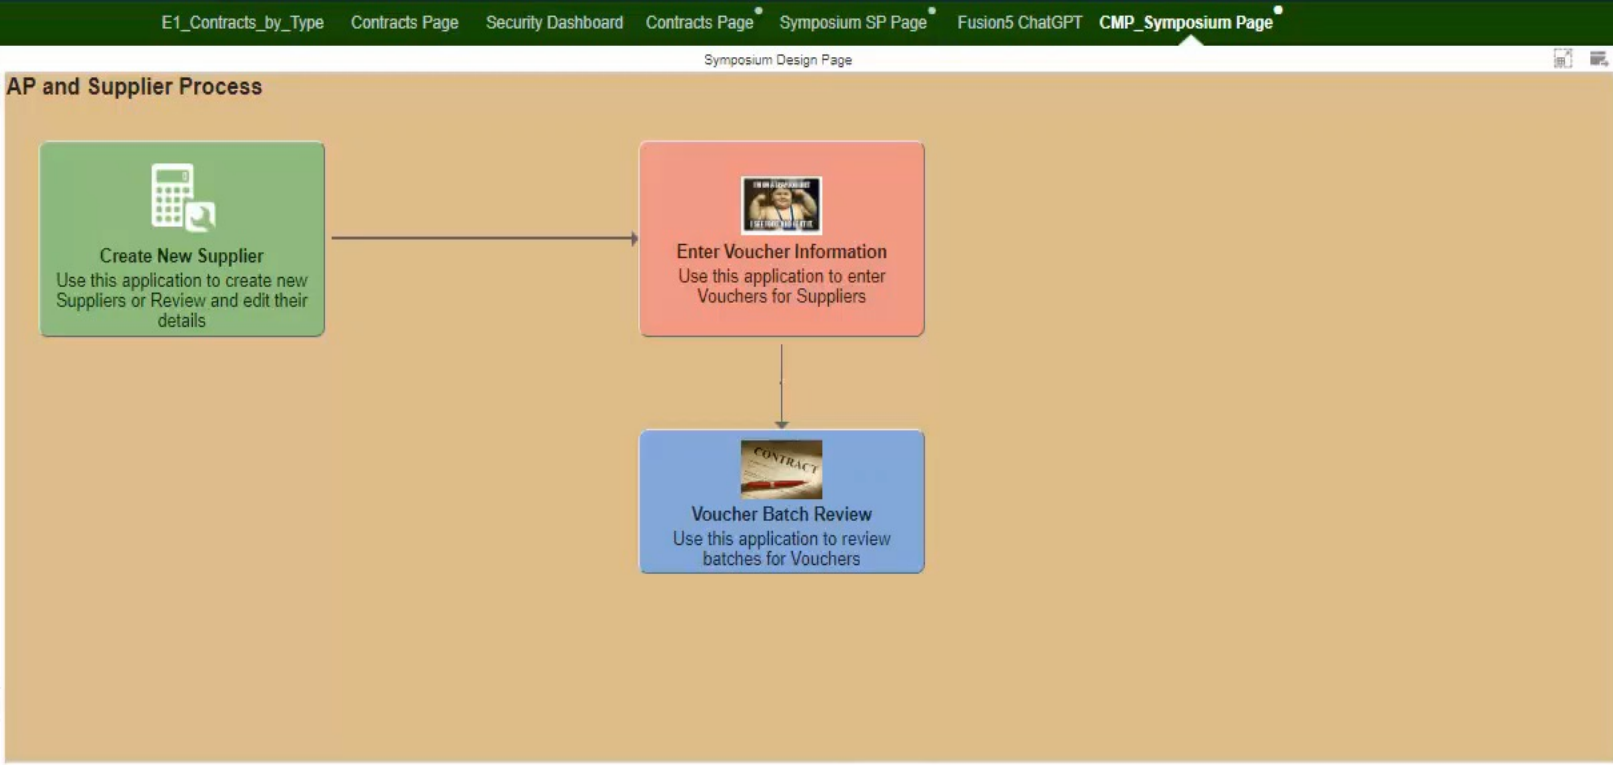 E1_Contracts_by_Type Contracts Page Security Dashboard Contracts Page Symposium SP Page Fusion5 ChatGPT CMP_Symposium Page
Symposium Design Page
AP and Supplier Process
Create New Supplier
Use this application to create new
Suppliers or Review and edit their
details
Enter Voucher Information
Use this application to enter
Vouchers for Suppliers
CONTRACT
Voucher Batch Review
Use this application to review
batches for Vouchers